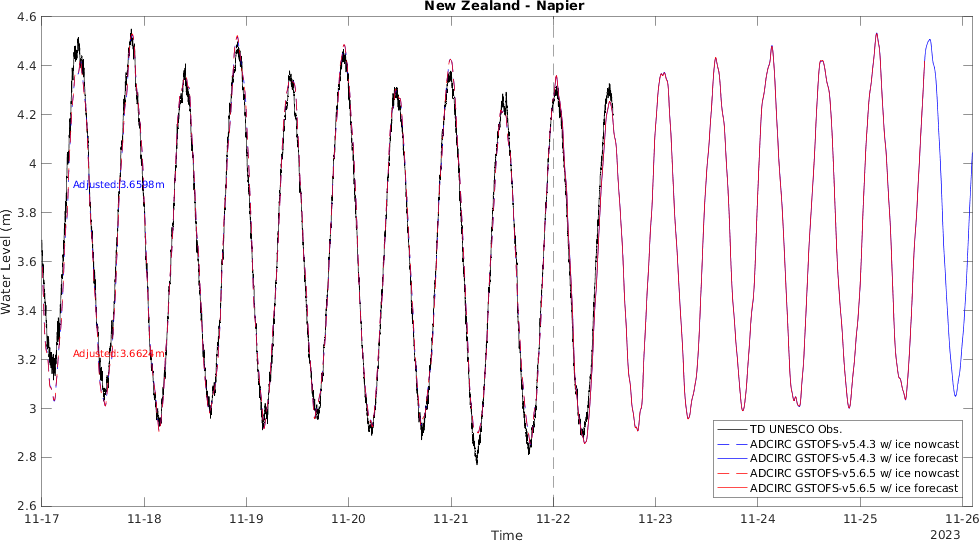 New Zealand - Napier
4.6
4.4
4.2
4
3.8
3.6
3.4
3.2
3
2.8
2.6
Water Level (m)
Adjusted:3.6598m
Adjusted:3.6624m
TD UNESCO Obs.
ADCIRC GSTOFS-v5.4.3 w/ ice nowcast
ADCIRC GSTOFS-v5.4.3 w/ ice forecast
ADCIRC GSTOFS-v5.6.5 w/ ice nowcast
ADCIRC GSTOFS-v5.6.5 w/ ice forecast
11-17 11-18 11-19 11-20 11-21 11-22 11-23 11-24 11-25 11-26
Time
2023